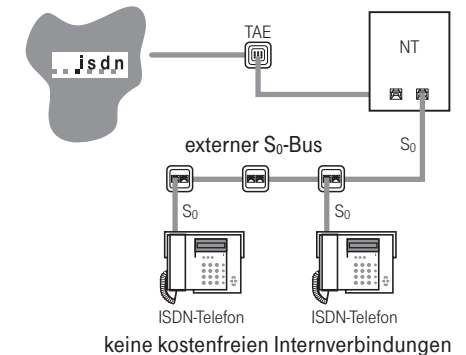 TAE
isdn
NT
S₀
externer S₀-Bus
S₀
S₀
ISDN-Telefon
ISDN-Telefon
keine kostenfreien Internverbindungen